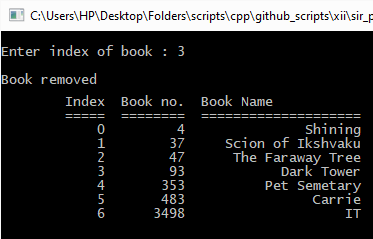 C:\Users\HP\Desktop\Folders\scripts\cpp\github_scripts\xii\sir_p
Enter index of book : 3
Book removed
Index Book no. Book Name
===== ======== ====================
0 4 Shining
1 37 Scion of Ikshvaku
2 47 The Faraway Tree
3 93 Dark Tower
4 353 Pet Semetary
5 483 Carrie
6 3498 IT